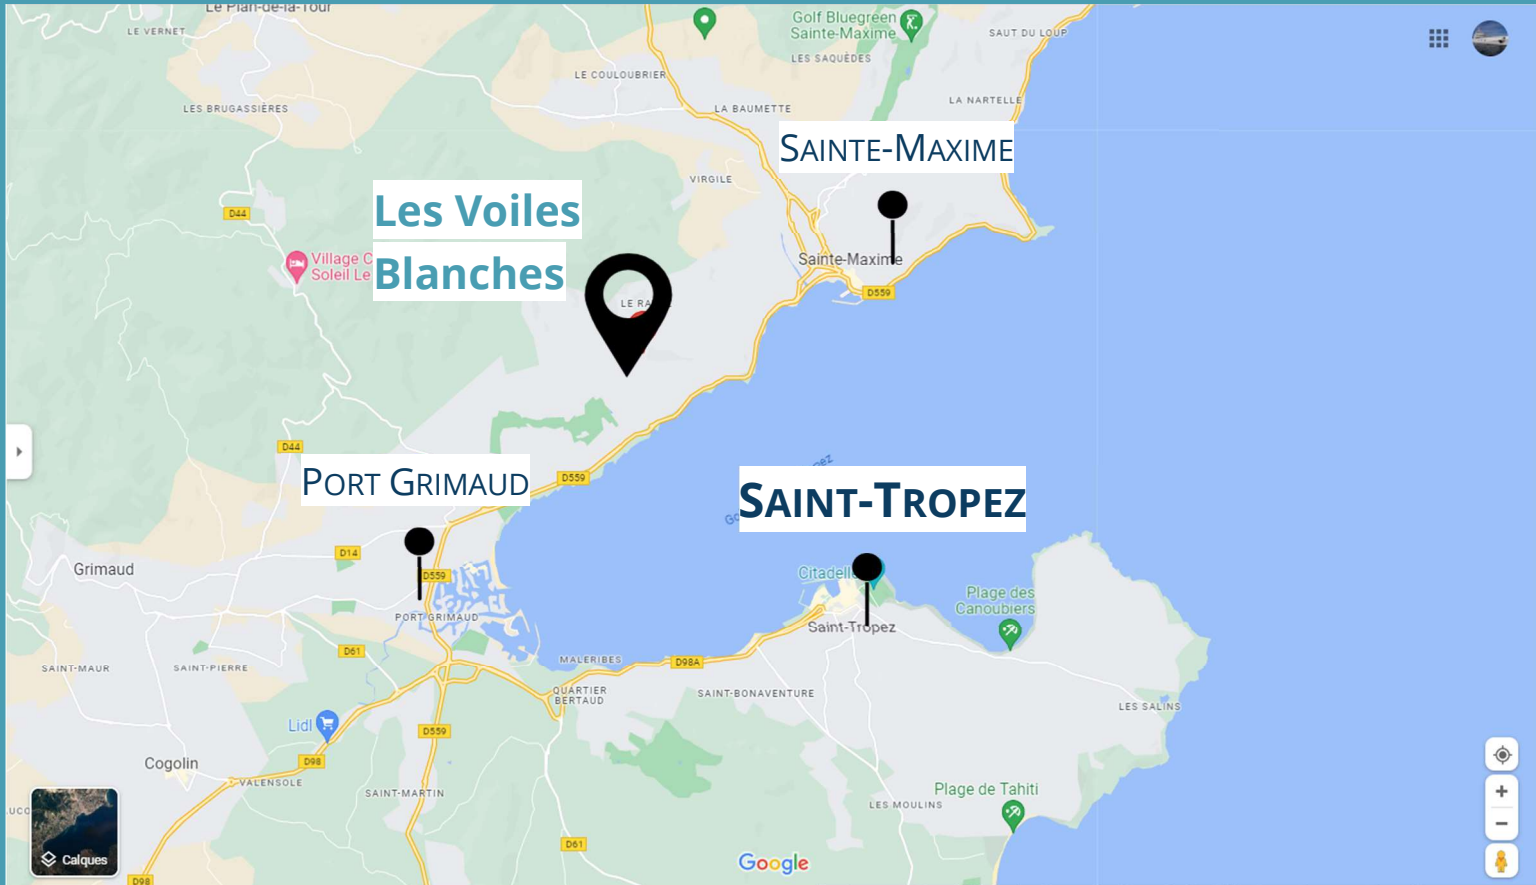 Le Plan-de-la-Tour
LE VERNET
Golf Bluegreen
Sainte-Maxime
SAUT DU LOUP
LES SAQUÈDES
LE COULOUBRIER
LES BRUGASSIÈRES
LA BAUMETTE
LA NARTELLE
SAINTE-MAXIME
VIRGILE
Les Voiles
Blanches
D44
Village
Soleil Le
Sainte-Maxime
D559
LE
D44
PORT GRIMAUD
D559
SAINT-TROPEZ
D14
Grimaud
D559
Citadelle
Plage des
Canoubiers
PORT GRIMAUD
Saint-Tropez
D61
MALERIBES
D98A
SAINT-MAUR
SAINT-PIERRE
QUARTIER
BERTAUD
SAINT-BONAVENTURE
LES SALINS
Lidl
D559
Cogolin
D98
VALENSOLE
SAINT-MARTIN
Plage de Tahiti
LES MOULINS
D61
Calques
Google
D98